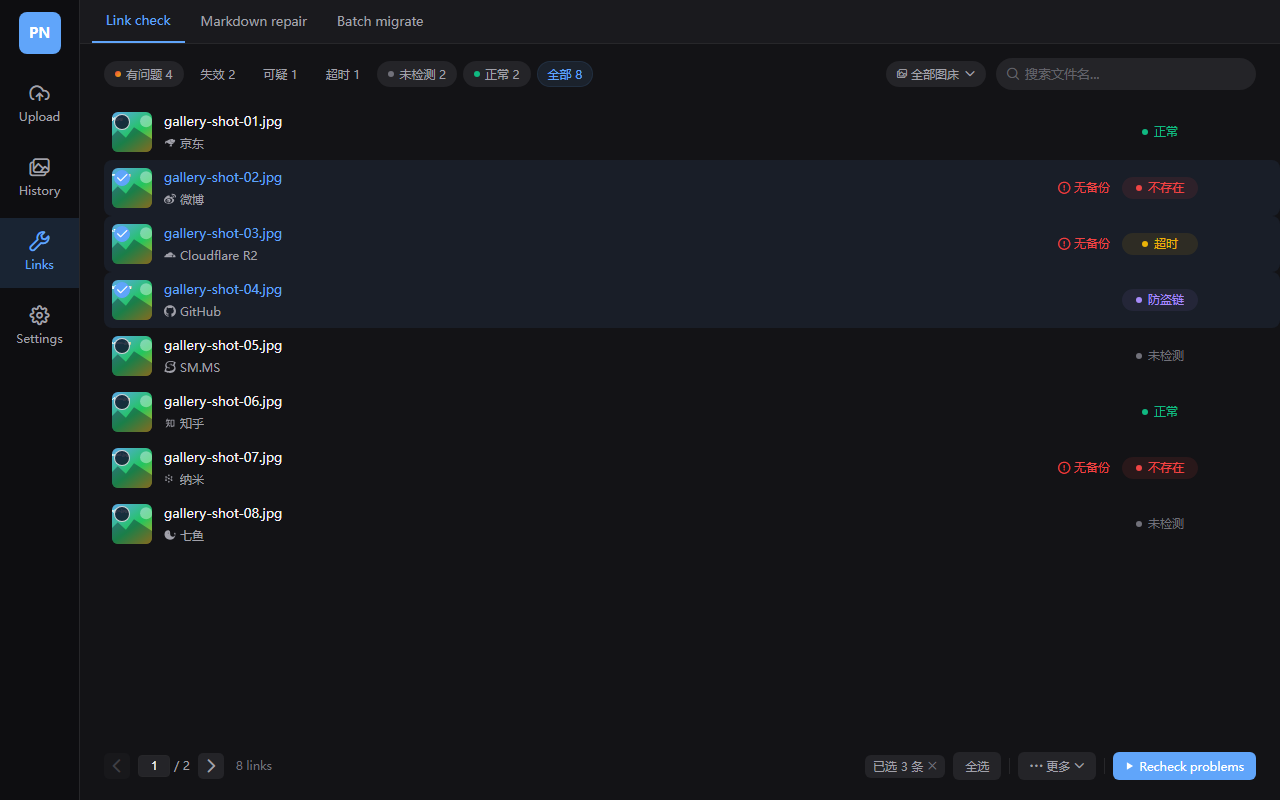 PN
Upload
History
Links
Settings
Link check
Markdown repair
Batch migrate
有问题 4
失效 2
可疑 1
超时 1
未检测 2
正常 2
全部 8
全部图床
搜索文件名...
gallery-shot-01.jpg
京东
正常
gallery-shot-02.jpg
微博
无备份
不存在
gallery-shot-03.jpg
Cloudflare R2
无备份
超时
gallery-shot-04.jpg
GitHub
防盗链
gallery-shot-05.jpg
SM.MS
未检测
gallery-shot-06.jpg
知 知乎
正常
gallery-shot-07.jpg
纳米
无备份
不存在
gallery-shot-08.jpg
七鱼
未检测
1 / 2
8 links
已选 3 条
全选
更多
Recheck problems